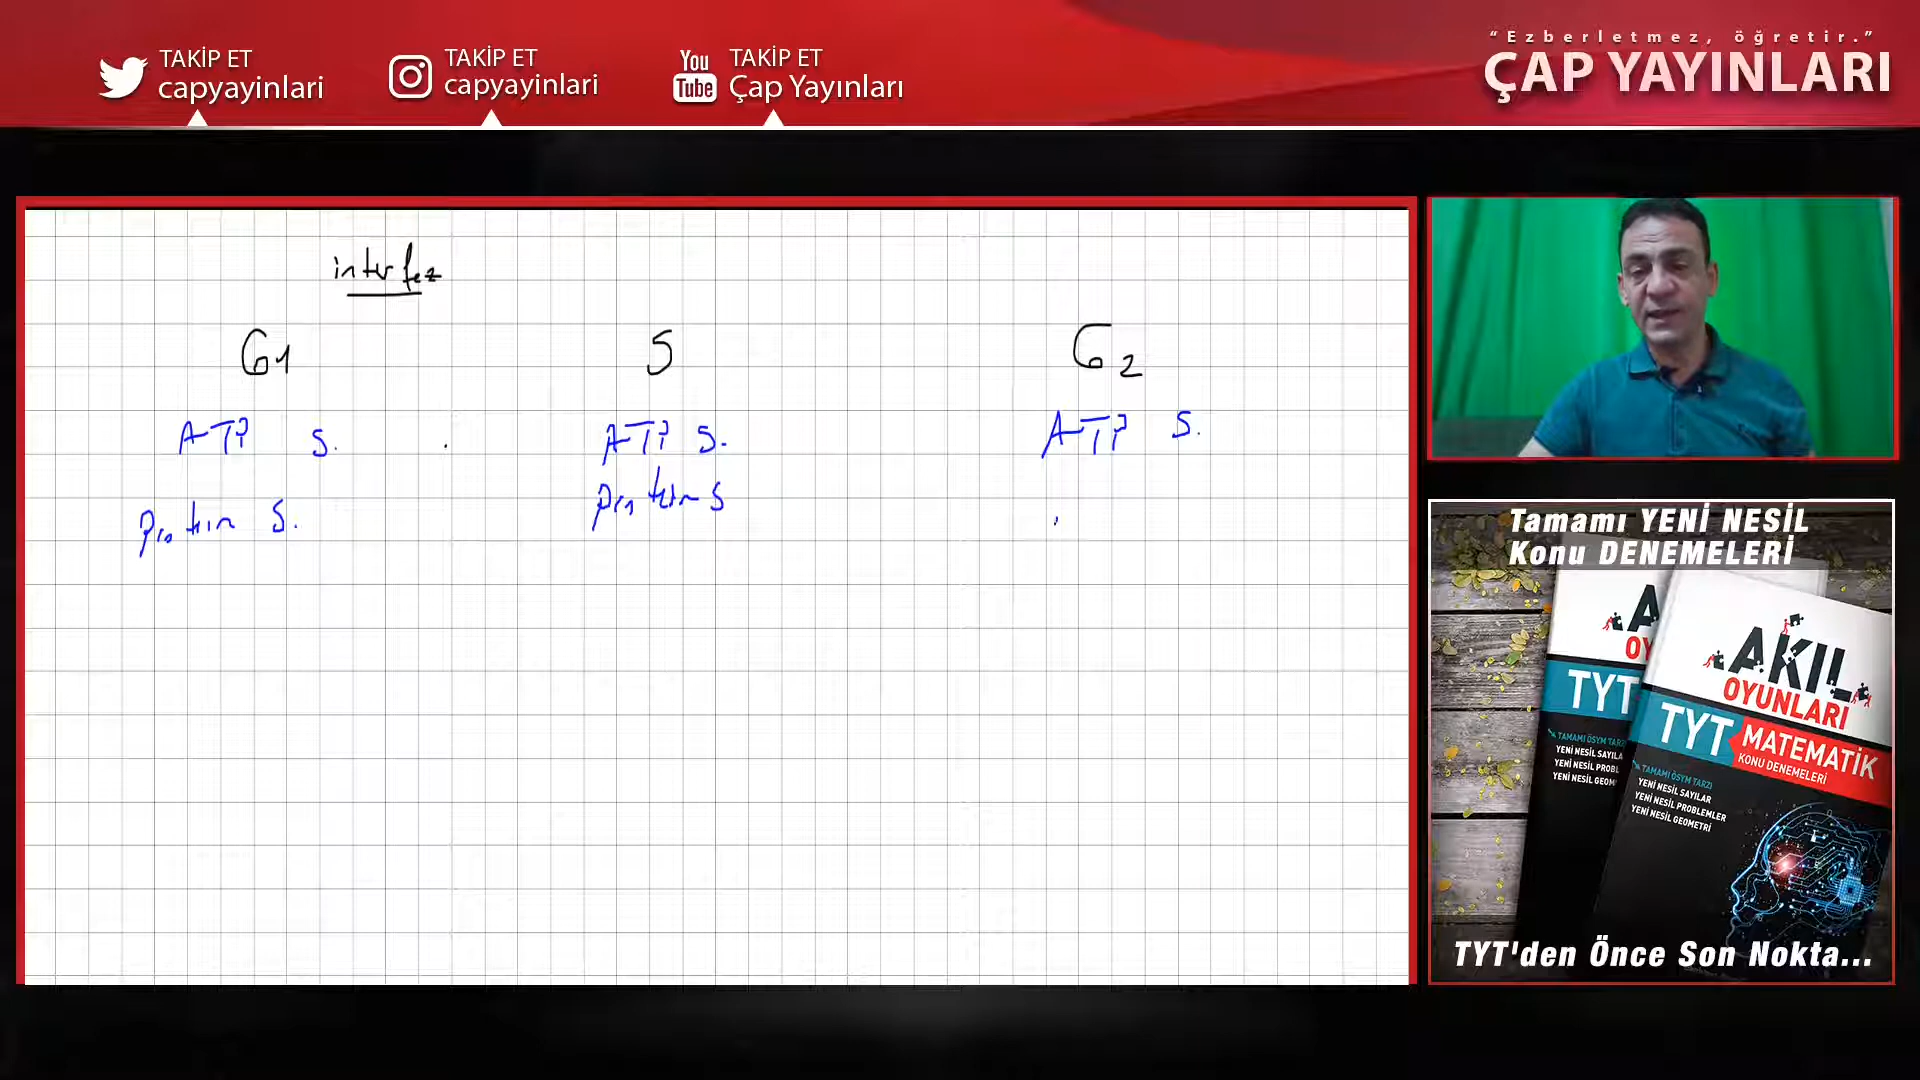 TAKİP ET
capyayinlari
TAKİP ET
capyayinlari
You Tube
TAKİP ET
Çap Yayınları
“Ezberletmez, öğretir.”
ÇAP YAYINLARI
interfez
G1 S G2
ATP S. ATP S. ATP S.
Protein S. Protein S
Tamamı YENİ NESİL
Konu DENEMELERİ
AKIL
OYUNLARI
TYT MATEMATİK
KONU DENEMELERİ
TAMAMI ÖSYM TARZI
YENİ NESİL SAYILAR
YENİ NESİL PROBLEMLER
YENİ NESİL GEOMETRİ
TYT'den Önce Son Nokta...